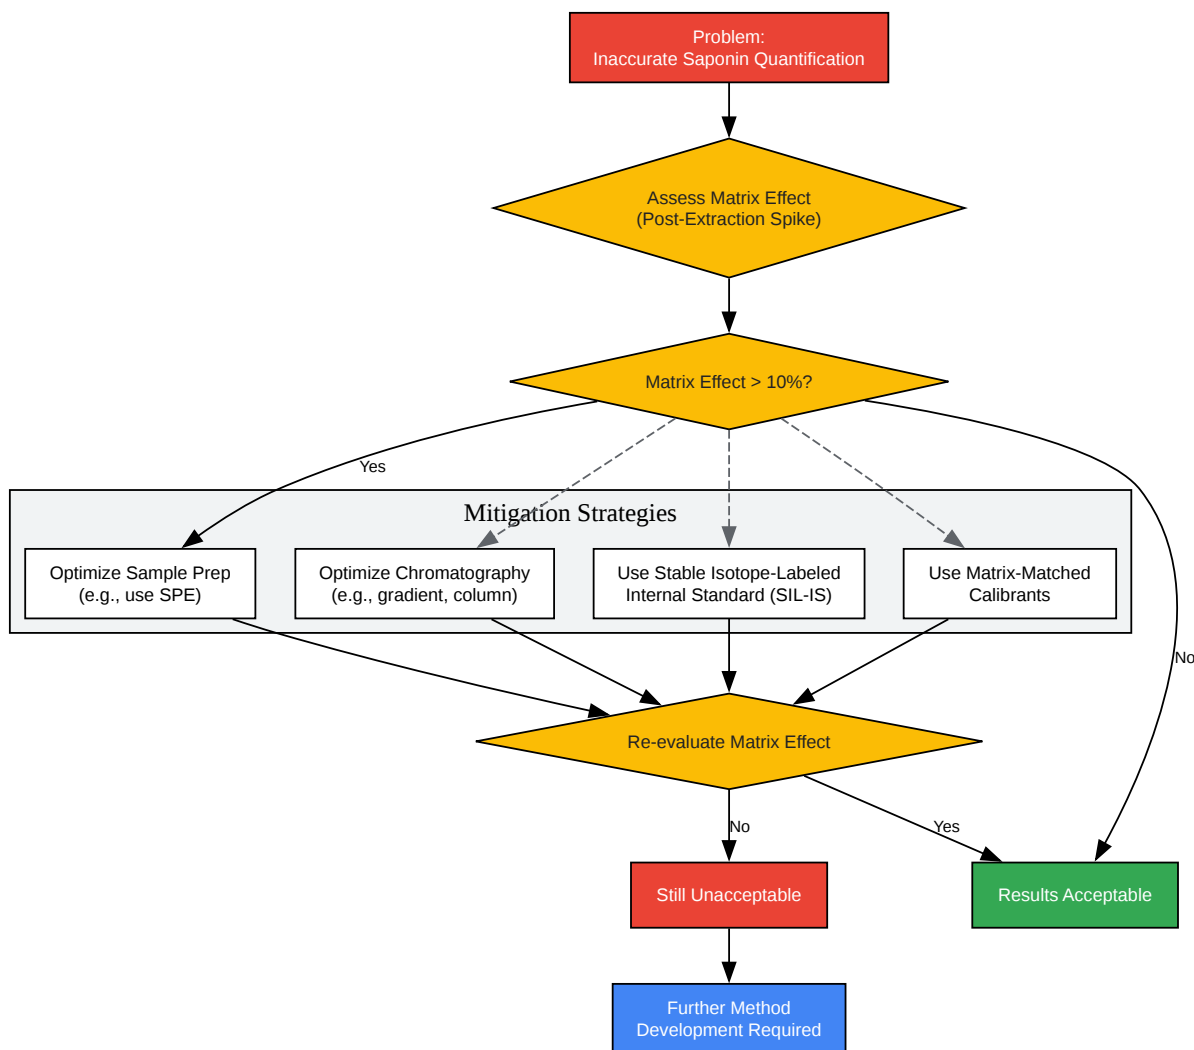 Problem:
Inaccurate Saponin Quantification
Assess Matrix Effect
(Post-Extraction Spike)
Matrix Effect > 10%?
Yes
Mitigation Strategies
Optimize Sample Prep
(e.g., use SPE)
Optimize Chromatography
(e.g., gradient, column)
Use Stable Isotope-Labeled
Internal Standard (SIL-IS)
Use Matrix-Matched
Calibrants
No
Re-evaluate Matrix Effect
No
Yes
Still Unacceptable
Results Acceptable
Further Method
Development Required